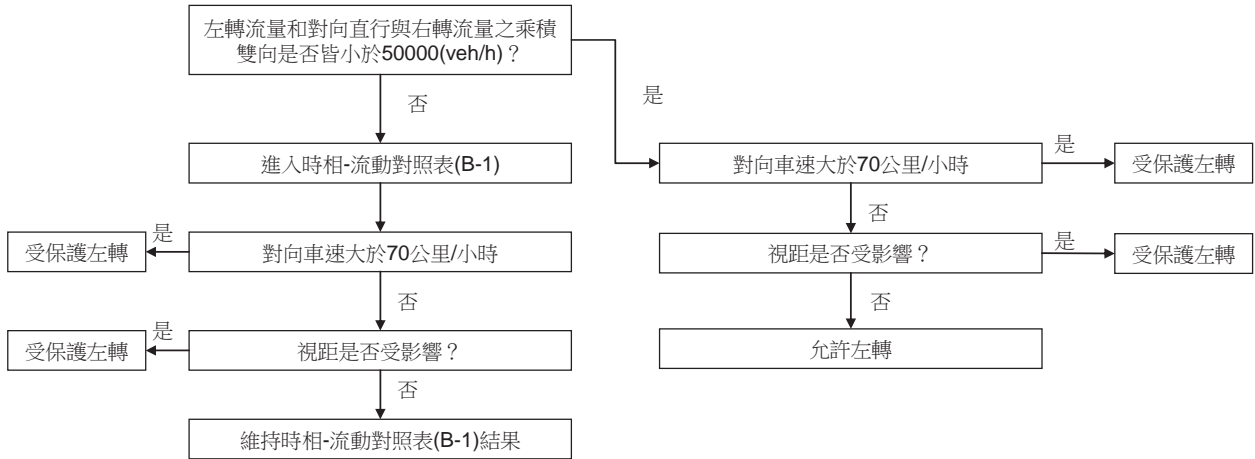 左轉流量和對向直行與右轉流量之乘積
雙向是否皆小於50000(veh/h)？
否
是
進入時相-流動對照表(B-1)
對向車速大於70公里/小時
是
受保護左轉
否
受保護左轉
是
對向車速大於70公里/小時
視距是否受影響？
是
受保護左轉
否
否
受保護左轉
是
視距是否受影響？
允許左轉
否
維持時相-流動對照表(B-1)結果